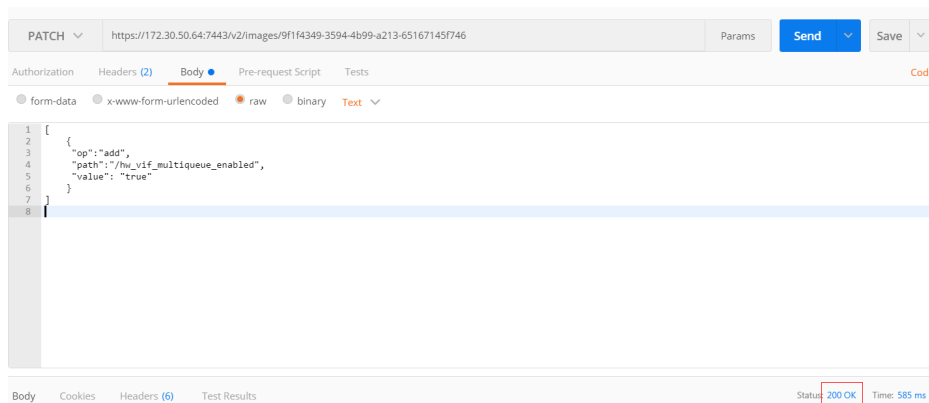 PATCH https://172.30.50.64:7443/v2/images/9f1f4349-3594-4b99-a213-65167145f746 Params Send Save
Authorization Headers (2) Body Pre-request Script Tests Cod
form-data x-www-form-urlencoded raw binary Text
1 [
2 {
3 "op":"add",
4 "path":"/hw_vif_multiqueue_enabled",
5 "value": "true"
6 }
7 ]
8
Body Cookies Headers (6) Test Results Status 200 OK Time: 585 ms